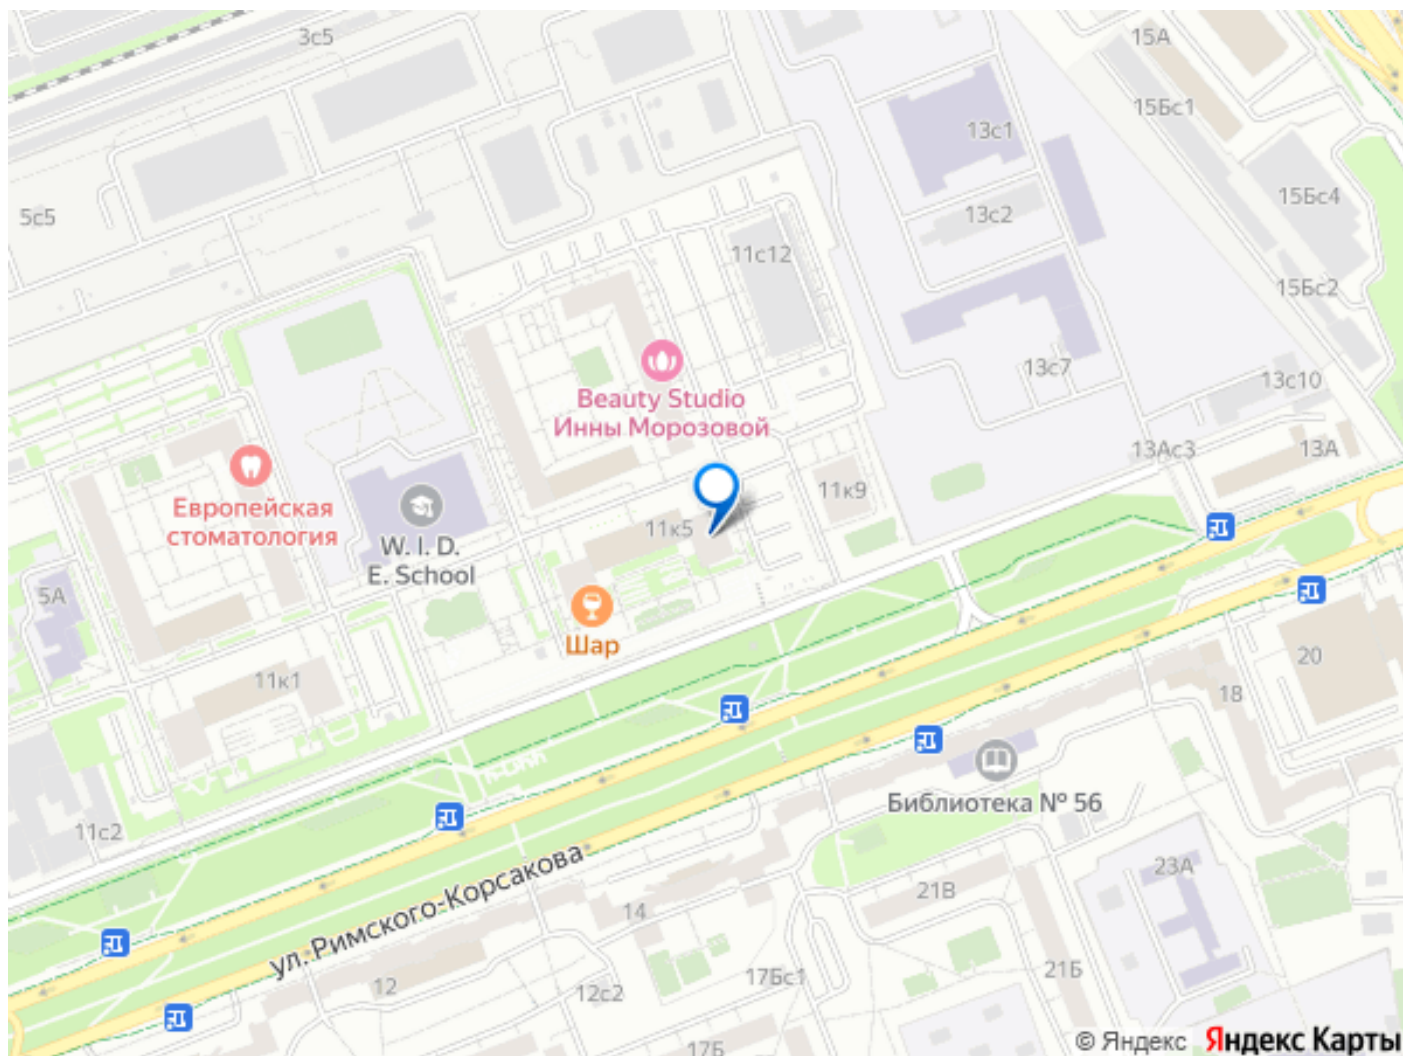 3с5
15А
15Бс1
13с1
15Бс4
5с5
13с2
11с12
15Бс2
13с7
13с10
Beauty Studio
Инны Морозовой
13Ас3
13А
11к9
Европейская
стоматология
11к5
W. I. D.
E. School
5А
Шар
20
11к1
18
Библиотека № 56
11с2
23А
21В
ул. Римского-Корсакова
14
21Б
17Бс1
12
12с2
17Б
© Яндекс Яндекс Карты